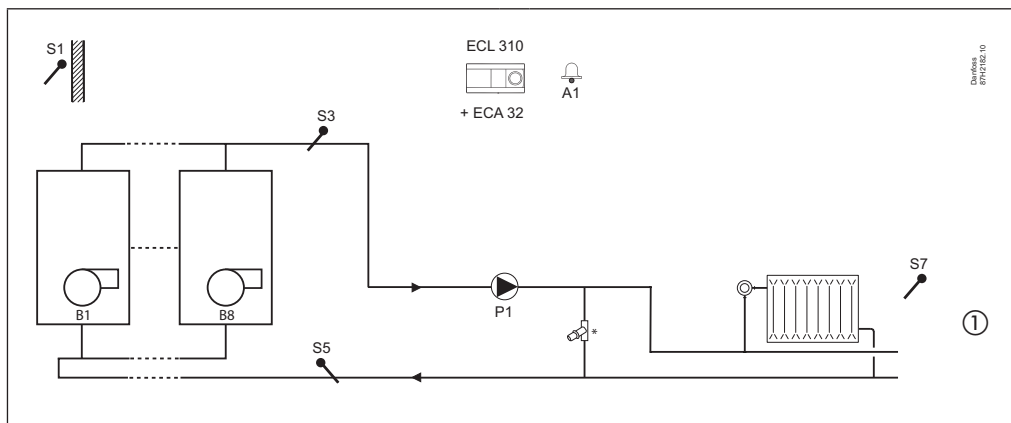 S1
ECL 310
A1
+ ECA 32
Danfoss
87H2182.10
S3
B1
B8
P1
*
S7
①
S5